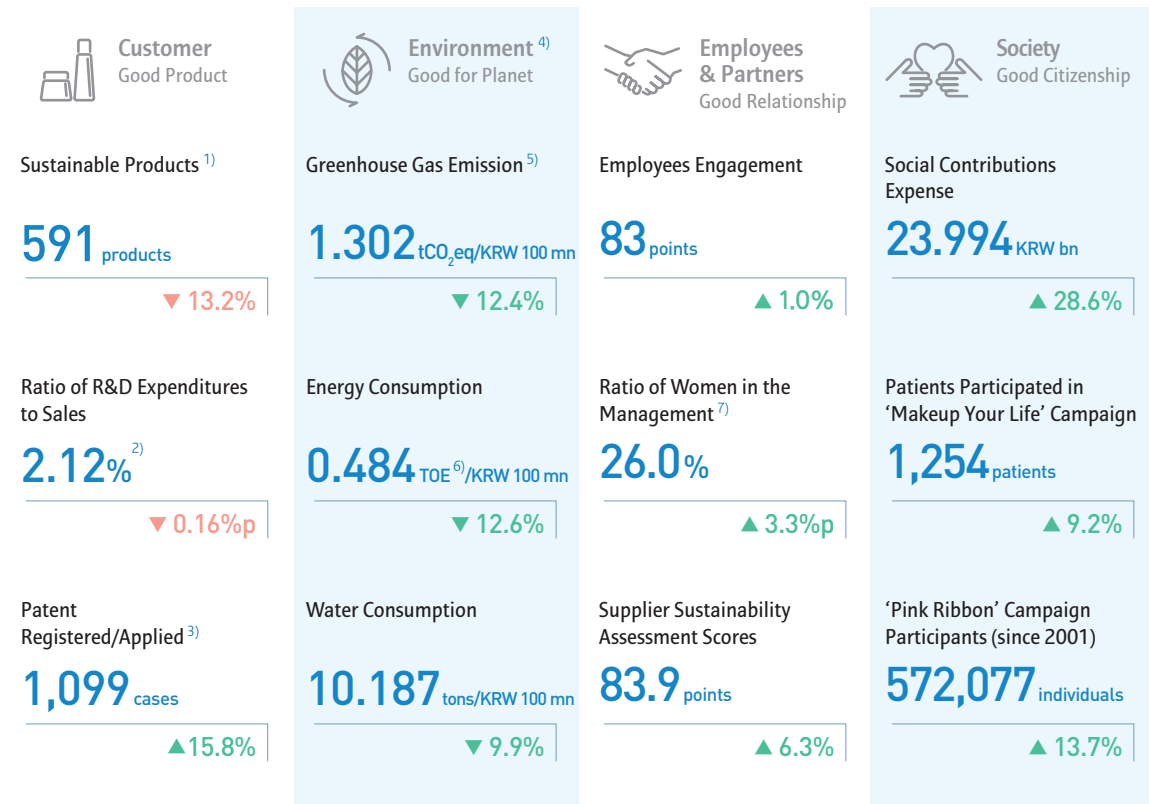 Customer
Good Product
Sustainable Products 1)
591 products
▼ 13.2%
Ratio of R&D Expenditures
to Sales
2.12% 2)
▼ 0.16%p
Patent
Registered/Applied 3)
1,099 cases
▲15.8%
Environment 4)
Good for Planet
Greenhouse Gas Emission 5)
1.302 tCO2eq/KRW 100 mn
▼ 12.4%
Energy Consumption
0.484 TOE 6)/KRW 100 mn
▼ 12.6%
Water Consumption
10.187 tons/KRW 100 mn
▼ 9.9%
Employees
& Partners
Good Relationship
Employees Engagement
83 points
▲ 1.0%
Ratio of Women in the
Management 7)
26.0%
▲ 3.3%p
Supplier Sustainability
Assessment Scores
83.9 points
▲ 6.3%
Society
Good Citizenship
Social Contributions
Expense
23.994 KRW bn
▲ 28.6%
Patients Participated in
‘Makeup Your Life’ Campaign
1,254 patients
▲ 9.2%
‘Pink Ribbon’ Campaign
Participants (since 2001)
572,077 individuals
▲ 13.7%